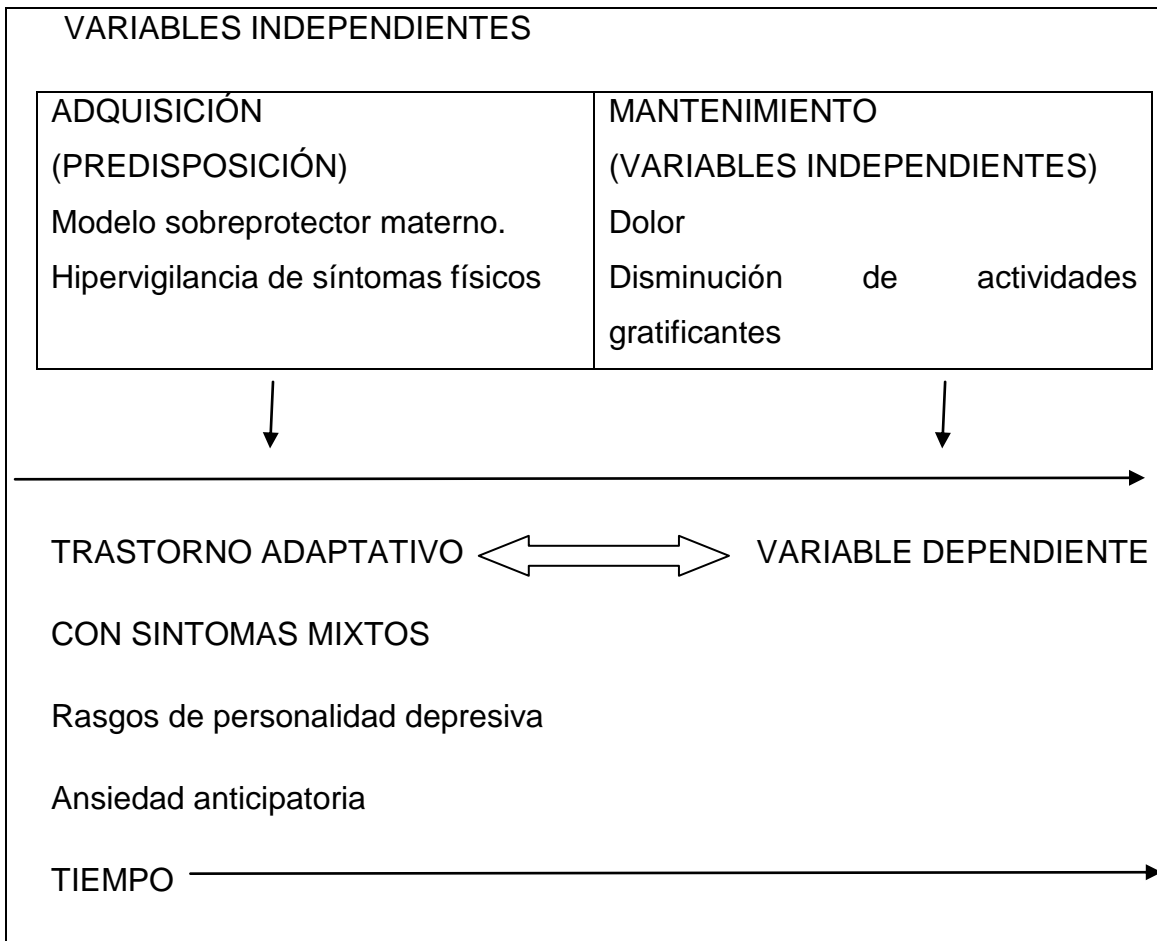 VARIABLES INDEPENDIENTES
ADQUISICIÓN
(PREDISPOSICIÓN)
Modelo sobreprotector materno.
Hipervigilancia de síntomas físicos
MANTENIMIENTO
(VARIABLES INDEPENDIENTES)
Dolor
Disminución de actividades
gratificantes
TRASTORNO ADAPTATIVO
VARIABLE DEPENDIENTE
CON SINTOMAS MIXTOS
Rasgos de personalidad depresiva
Ansiedad anticipatoria
TIEMPO